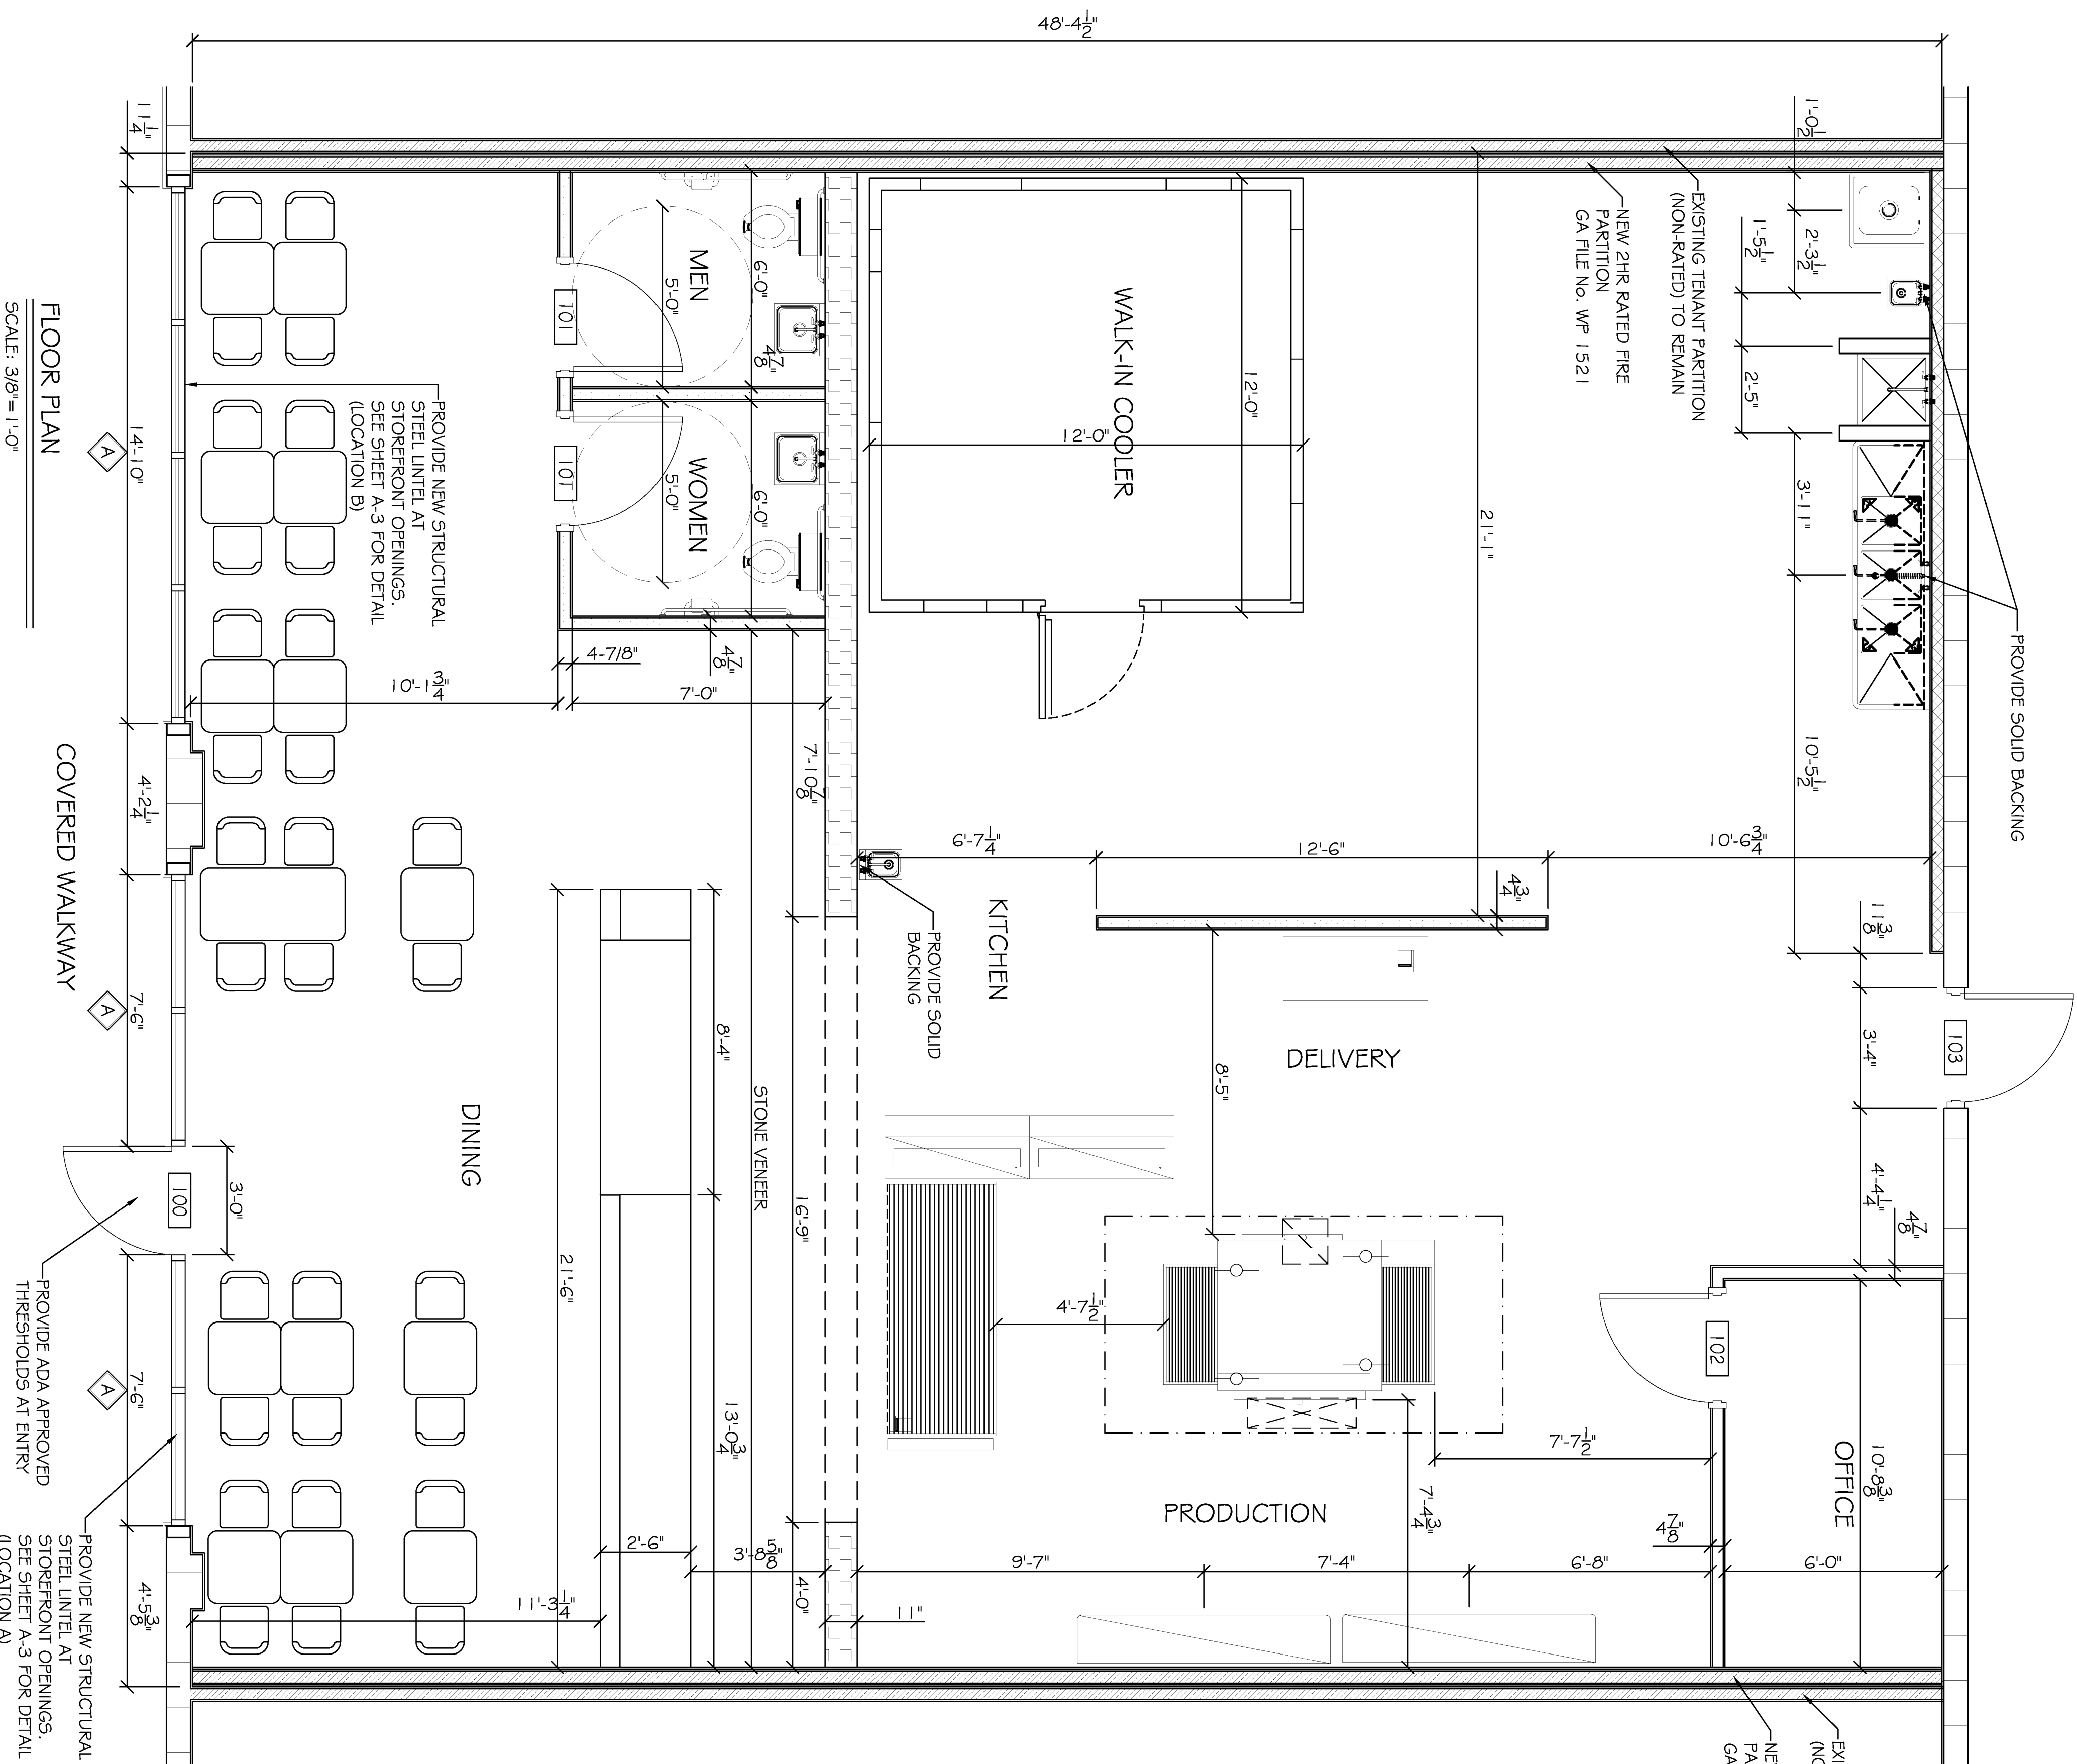 48'-4 1/2"
1'-0 1/2"
2'-3 1/2"
1'-5 1/2"
2'-5"
3'-11"
10'-5 1/2"
EXISTING TENANT PARTITION
(NON-RATED) TO REMAIN
NEW 2HR RATED FIRE
PARTITION
GA FILE No. WP 1521
PROVIDE SOLID BACKING
21'-1"
WALK-IN COOLER
12'-0"
12'-0"
MEN
5'-0"
6'-0"
4 7/8"
101
WOMEN
5'-0"
6'-0"
101
4 7/8"
4-7/8"
10'-1 3/4"
7'-0"
7'-10 7/8"
6'-7 1/4"
12'-6"
10'-6 3/4"
4 3/4"
11 3/8"
3'-4"
103
4'-4 1/4"
4 7/8"
KITCHEN
PROVIDE SOLID
BACKING
DELIVERY
8'-5"
4'-7 1/2"
102
OFFICE
10'-8 3/8"
7'-7 1/2"
7'-4 3/4"
PRODUCTION
4 7/8"
9'-7"
7'-4"
6'-8"
6'-0"
STONE VENEER
16'-9"
8'-4"
13'-0 3/4"
21'-6"
2'-6"
3'-8 5/8"
4'-0"
11"
11'-3 1/4"
DINING
PROVIDE NEW STRUCTURAL
STEEL LINTEL AT
STOREFRONT OPENINGS.
SEE SHEET A-3 FOR DETAIL
(LOCATION B)
11 1/4"
14'-10"
A
4'-2 1/4"
7'-6"
A
3'-0"
100
7'-6"
A
4'-5 3/8"
COVERED WALKWAY
PROVIDE ADA APPROVED
THRESHOLDS AT ENTRY
PROVIDE NEW STRUCTURAL
STEEL LINTEL AT
STOREFRONT OPENINGS.
SEE SHEET A-3 FOR DETAIL
(LOCATION A)
FLOOR PLAN
SCALE: 3/8"= 1'-0"